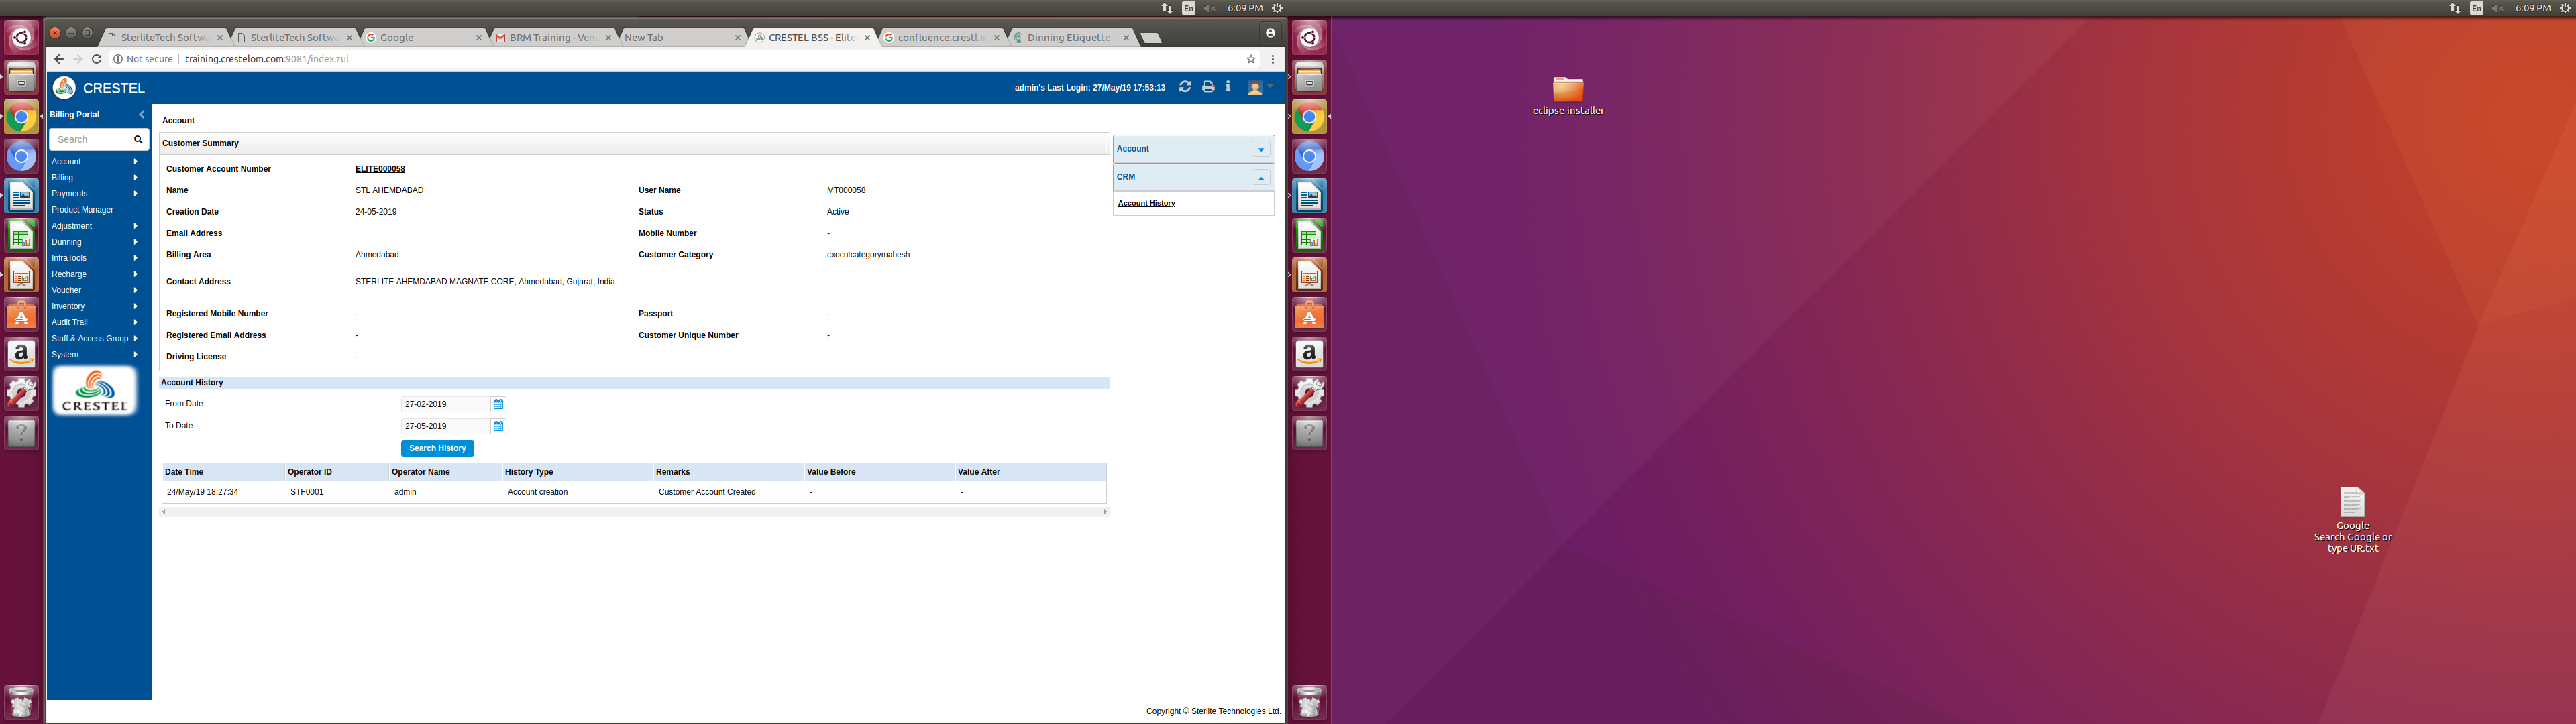 En 6:09 PM
En 6:09 PM
SterliteTech Softwa
SterliteTech Softwa
Google
BRM Training - Venu
New Tab
CRESTEL BSS - Elite
confluence.crestl.in
Dinning Etiquette -
Not secure training.crestelom.com:9081/index.zul
CRESTEL
admin's Last Login: 27/May/19 17:53:13
Billing Portal
Search
Account
Billing
Payments
Product Manager
Adjustment
Dunning
InfraTools
Recharge
Voucher
Inventory
Audit Trail
Staff & Access Group
System
CRESTEL
Account
Customer Summary
Customer Account Number ELITE000058
Name STL AHEMDABAD User Name MT000058
Creation Date 24-05-2019 Status Active
Email Address Mobile Number -
Billing Area Ahmedabad Customer Category cxocutcategorymahesh
Contact Address STERLITE AHEMDABAD MAGNATE CORE, Ahmedabad, Gujarat, India
Registered Mobile Number - Passport -
Registered Email Address - Customer Unique Number -
Driving License -
Account History
From Date 27-02-2019
To Date 27-05-2019
Search History
Date Time Operator ID Operator Name History Type Remarks Value Before Value After
24/May/19 18:27:34 STF0001 admin Account creation Customer Account Created - -
Account
CRM
Account History
Copyright © Sterlite Technologies Ltd.
eclipse-installer
Google
Search Google or
type UR.txt